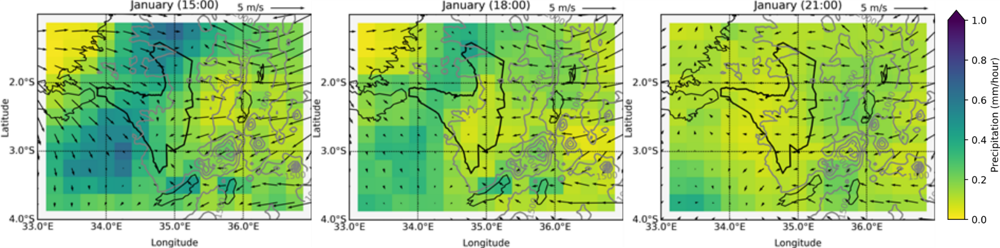 January (15:00)
5 m/s
January (18:00)
5 m/s
January (21:00)
5 m/s
2.0°S
3.0°S
4.0°S
33.0°E
34.0°E
35.0°E
36.0°E
Latitude
Longitude
1000
1500
1500
2.0°S
3.0°S
4.0°S
33.0°E
34.0°E
35.0°E
36.0°E
Latitude
Longitude
1500
2.0°S
3.0°S
4.0°S
33.0°E
34.0°E
35.0°E
36.0°E
Latitude
Longitude
1500
1.0
0.8
0.6
0.4
0.2
0.0
Precipitation (mm/hour)